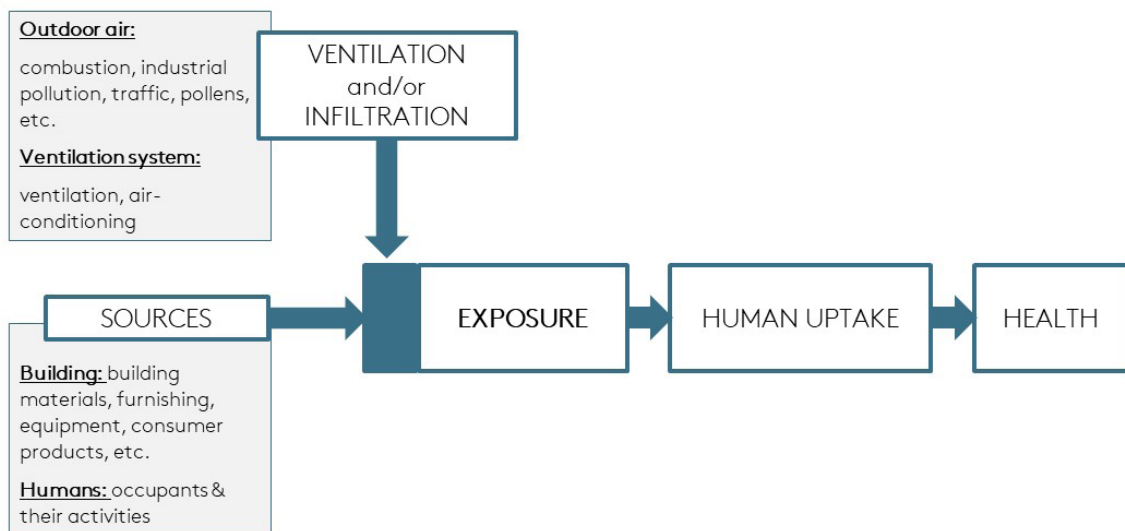 Outdoor air:
combustion, industrial
pollution, traffic, pollens,
etc.
Ventilation system:
ventilation, air-
conditioning
VENTILATION
and/or
INFILTRATION
SOURCES
EXPOSURE
HUMAN UPTAKE
HEALTH
Building: building
materials, furnishing,
equipment, consumer
products, etc.
Humans: occupants &
their activities